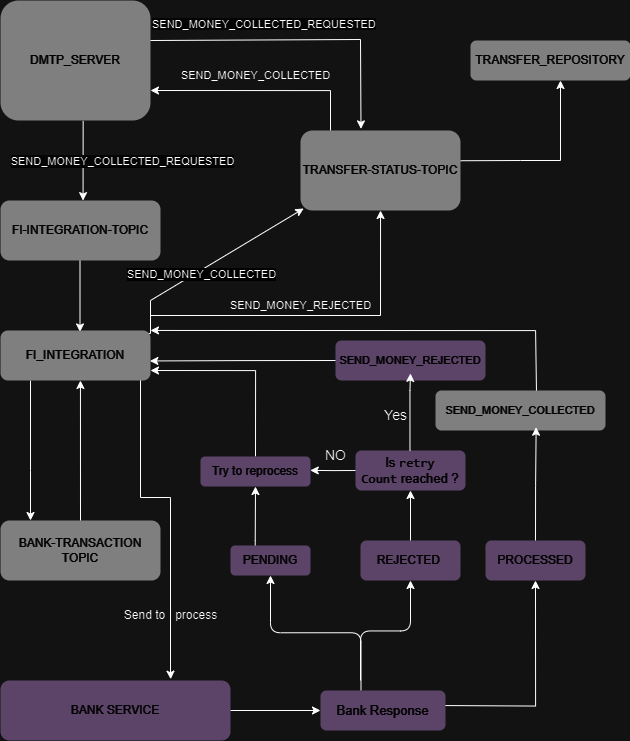 SEND_MONEY_COLLECTED_REQUESTED
DMTP_SERVER
TRANSFER_REPOSITORY
SEND_MONEY_COLLECTED
SEND_MONEY_COLLECTED_REQUESTED
TRANSFER-STATUS-TOPIC
FI-INTEGRATION-TOPIC
SEND_MONEY_COLLECTED
SEND_MONEY_REJECTED
FI_INTEGRATION
SEND_MONEY_REJECTED
SEND_MONEY_COLLECTED
Yes
NO
Try to reprocess
Is retry
Count reached ?
BANK-TRANSACTION
TOPIC
PENDING
REJECTED
PROCESSED
Send to process
BANK SERVICE
Bank Response